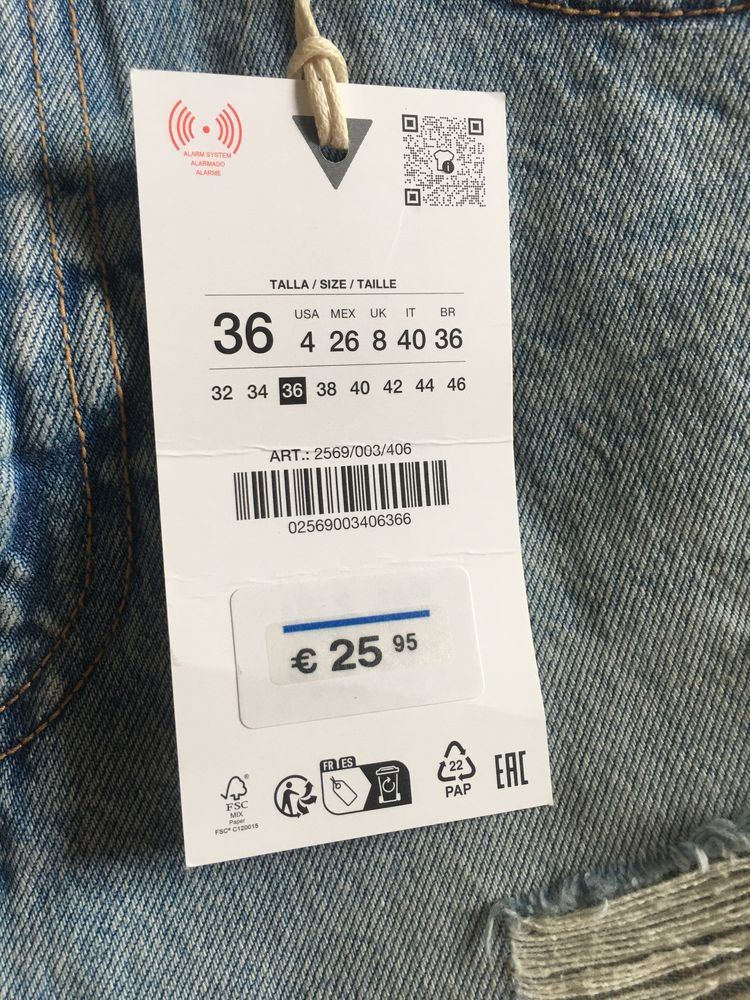 ALARM SYSTEM
ALARMADO
ALARME
TALLA / SIZE / TAILLE
USA MEX UK IT BR
36 4 26 8 40 36
32 34 36 38 40 42 44 46
ART.: 2569/003/406
02569003406366
€ 25 95
FR ES
FSC®
MIX
Paper
FSC® C120015
22
PAP
EAC